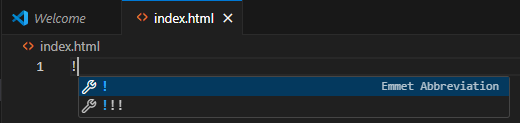 Welcome
index.html
index.html
1 !
! Emmet Abbreviation
!!!